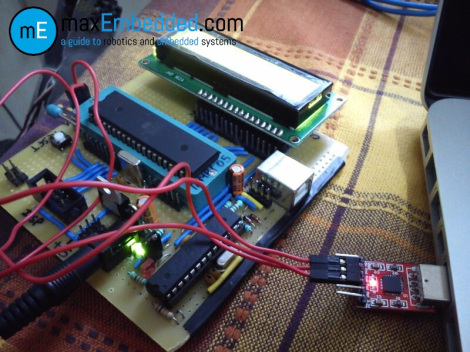 mE maxEmbedded.com
a guide to robotics and embedded systems